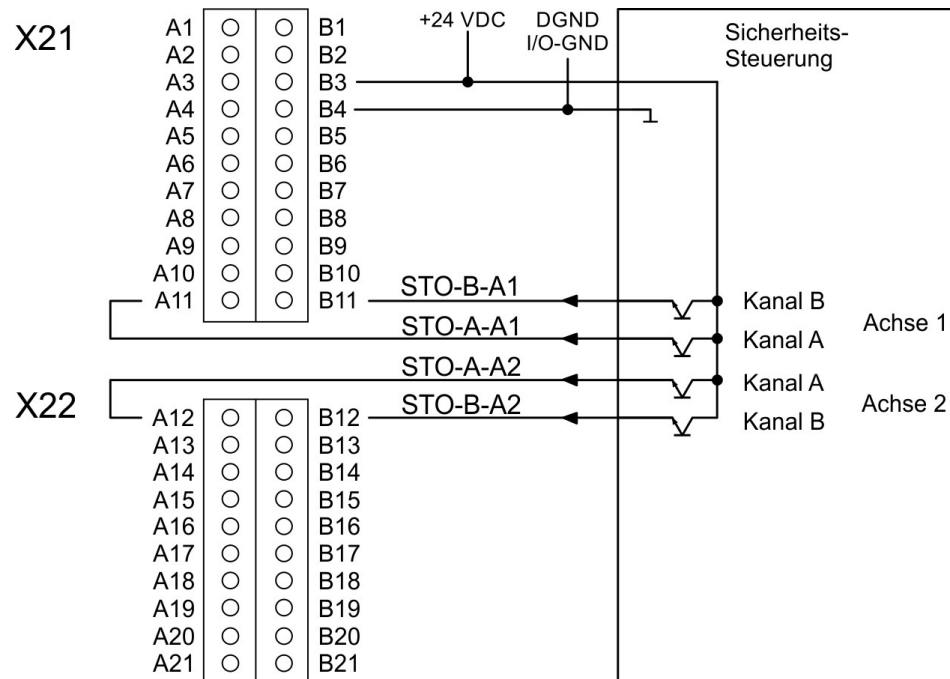 X21
+24 VDC
DGND
I/O-GND
Sicherheits-
Steuerung
A1 B1
A2 B2
A3 B3
A4 B4
A5 B5
A6 B6
A7 B7
A8 B8
A9 B9
A10 B10
A11 B11
STO-B-A1
Kanal B
STO-A-A1
Kanal A
Achse 1
STO-A-A2
Kanal A
STO-B-A2
Kanal B
Achse 2
X22
A12 B12
A13 B13
A14 B14
A15 B15
A16 B16
A17 B17
A18 B18
A19 B19
A20 B20
A21 B21